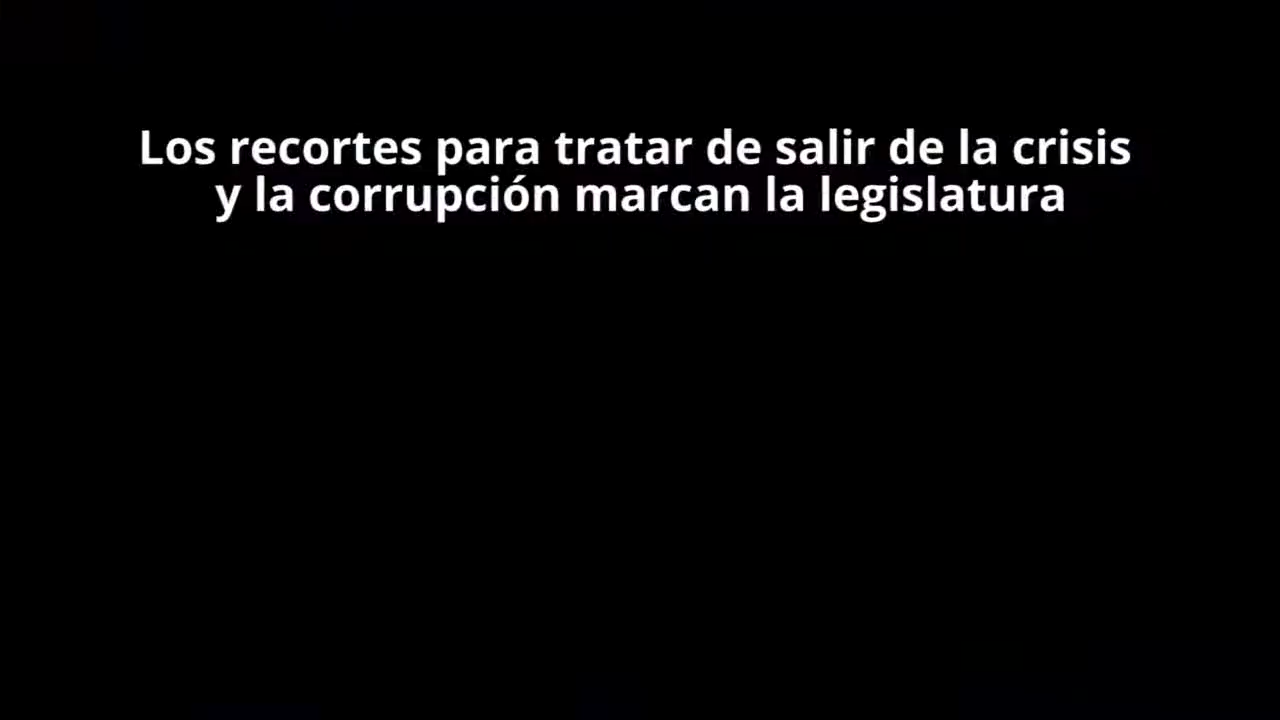 Los recortes para tratar de salir de la crisis
y la corrupción marcan la legislatura